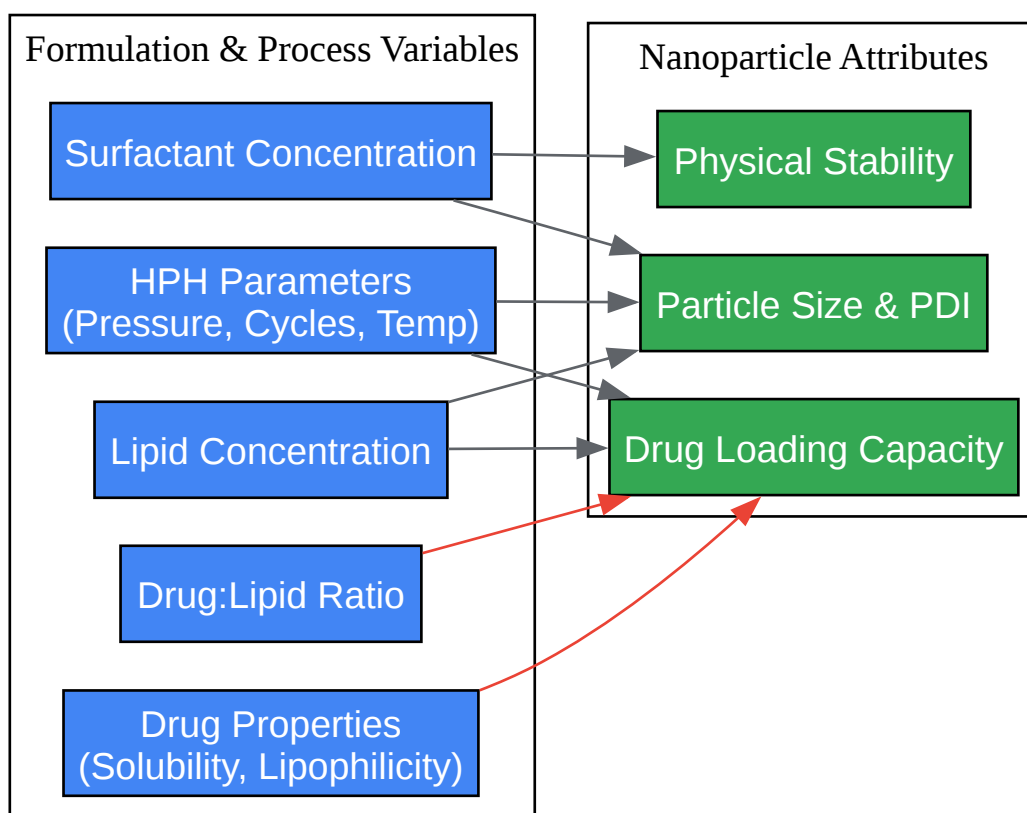 Formulation & Process Variables
Surfactant Concentration
HPH Parameters
(Pressure, Cycles, Temp)
Lipid Concentration
Drug:Lipid Ratio
Drug Properties
(Solubility, Lipophilicity)
Nanoparticle Attributes
Physical Stability
Particle Size & PDI
Drug Loading Capacity